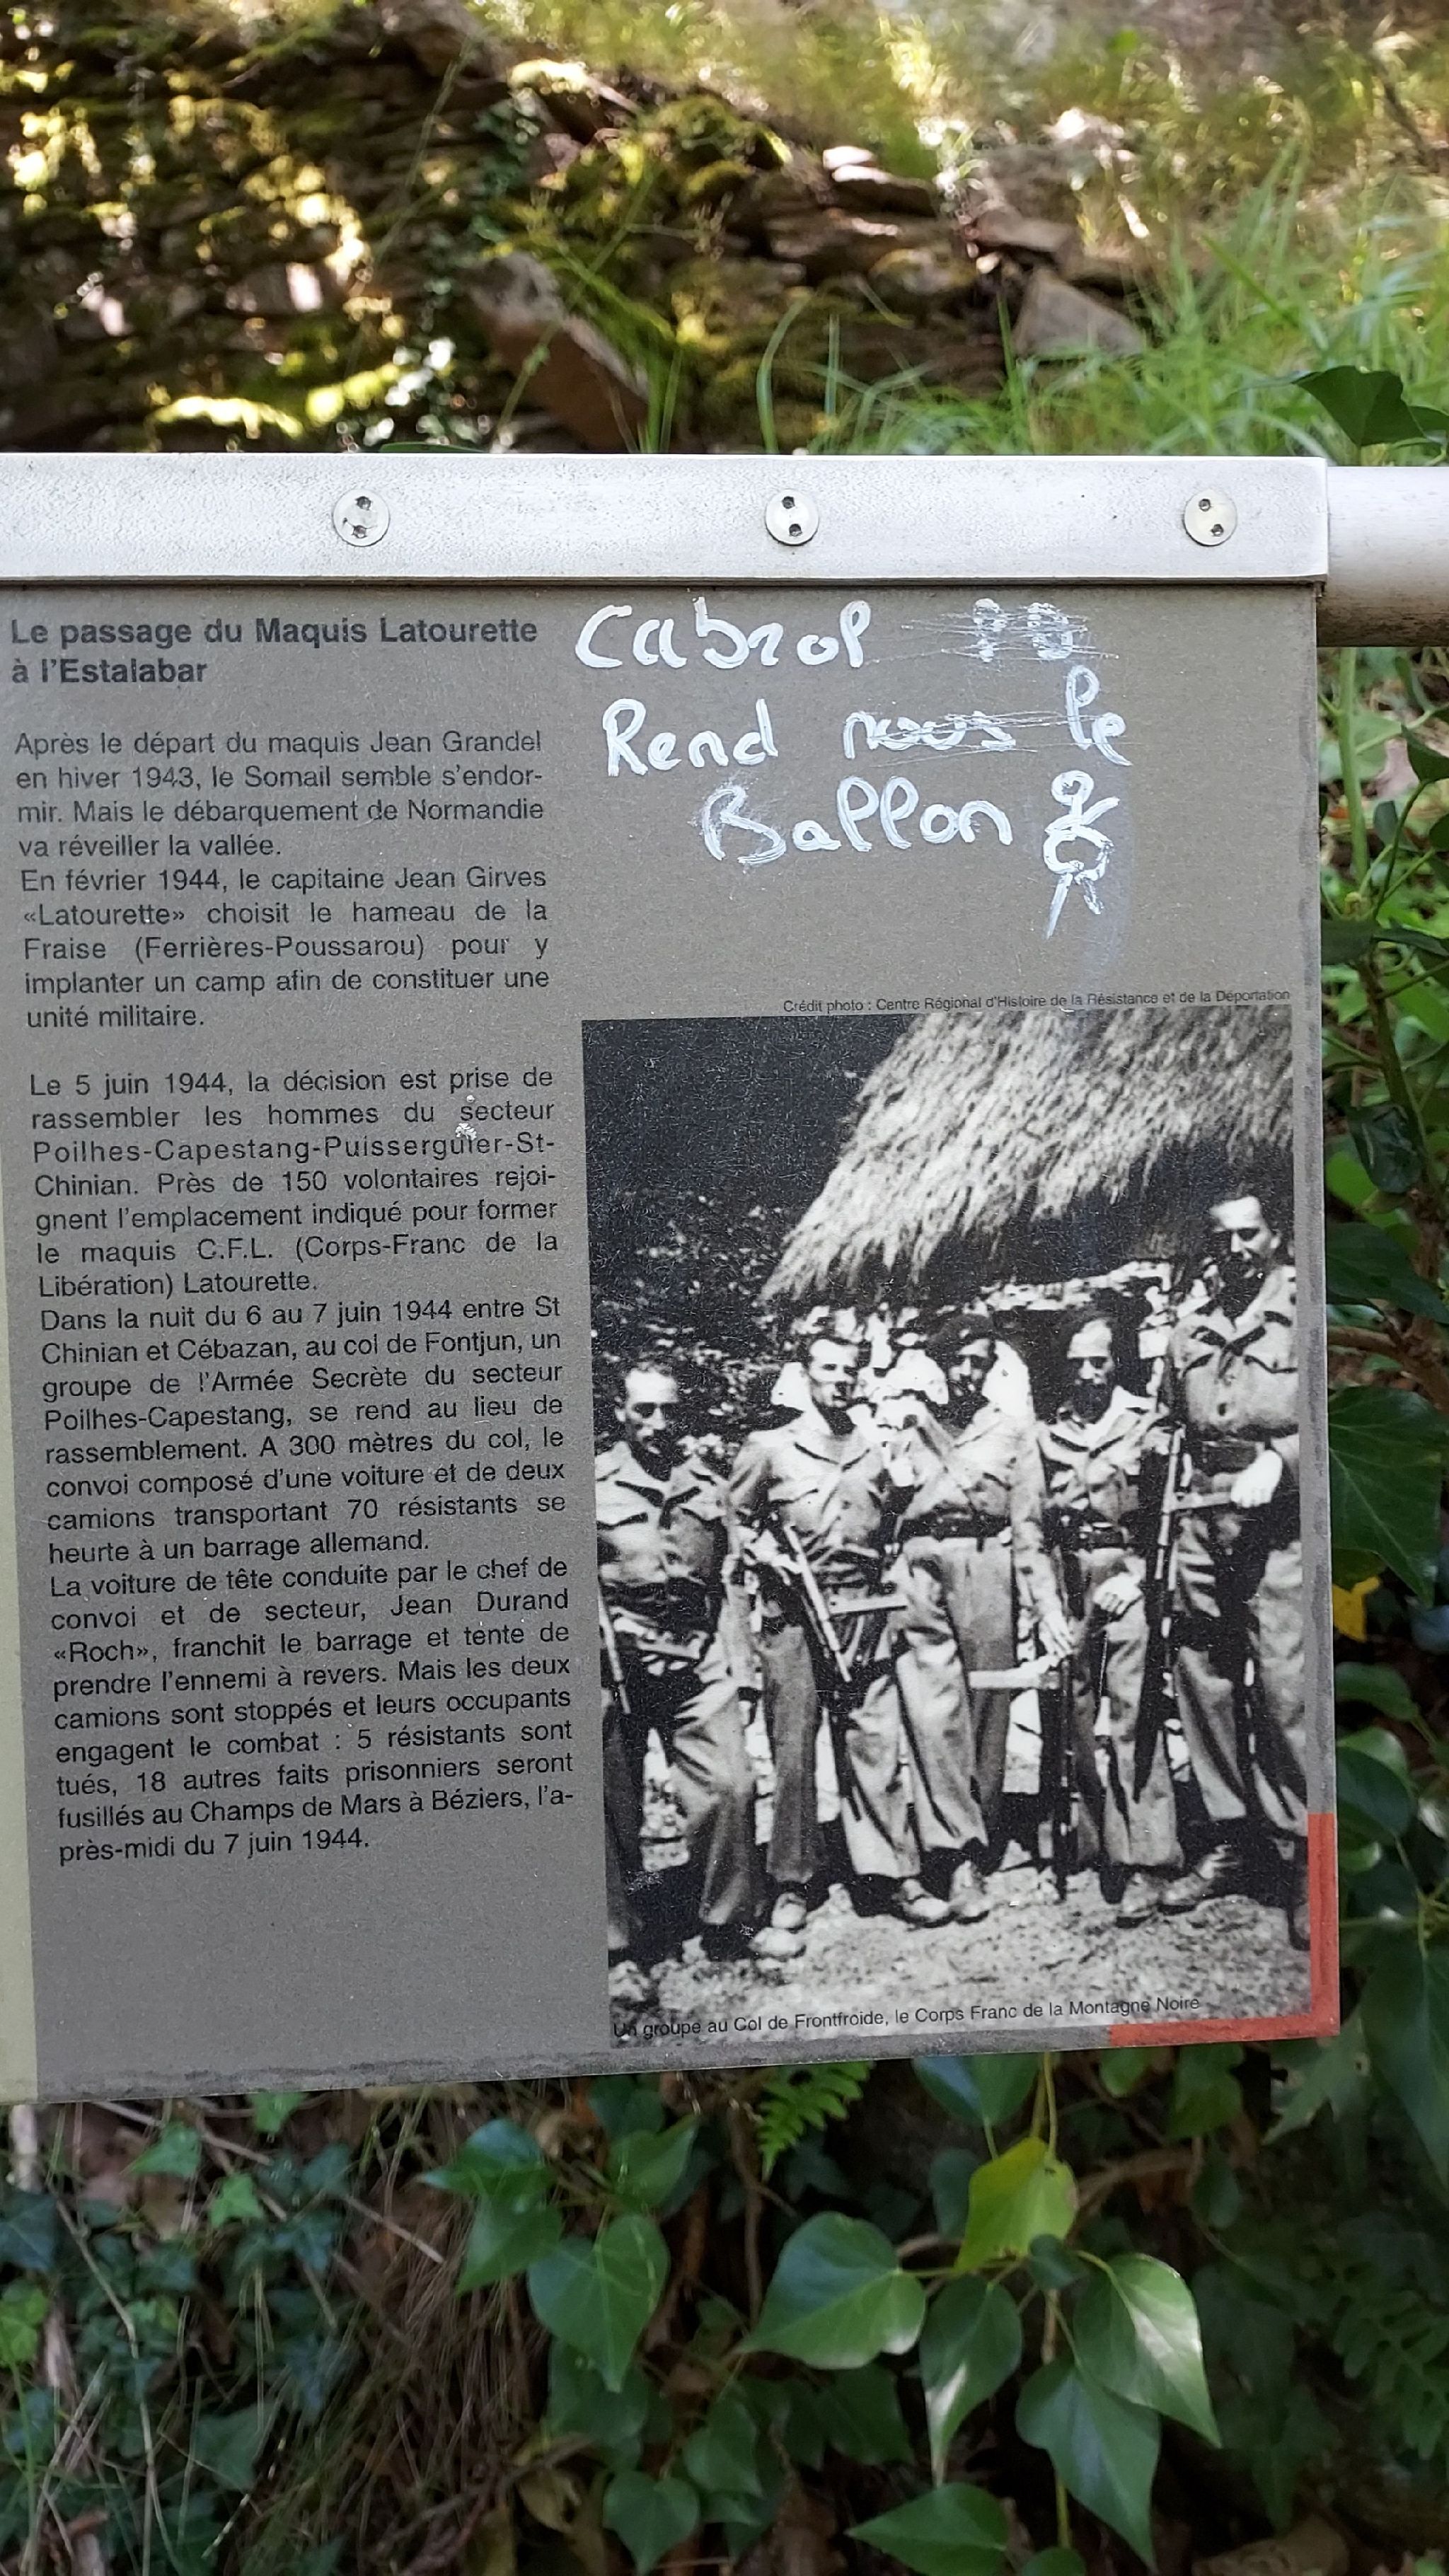 Le passage du Maquis Latourette
à l'Estalabar
Après le départ du maquis Jean Grandel
en hiver 1943, le Somail semble s'endor-
mir. Mais le débarquement de Normandie
va réveiller la vallée.
En février 1944, le capitaine Jean Girves
«Latourette» choisit le hameau de la
Fraise (Ferrières-Poussarou) pour y
implanter un camp afin de constituer une
unité militaire.
Le 5 juin 1944, la décision est prise de
rassembler les hommes du secteur
Poilhes-Capestang-Puisserguier-St-
Chinian. Près de 150 volontaires rejoi-
gnent l'emplacement indiqué pour former
le maquis C.F.L. (Corps-Franc de la
Libération) Latourette.
Dans la nuit du 6 au 7 juin 1944 entre St
Chinian et Cébazan, au col de Fontjun, un
groupe de l'Armée Secrète du secteur
Poilhes-Capestang, se rend au lieu de
rassemblement. A 300 mètres du col, le
convoi composé d'une voiture et de deux
camions transportant 70 résistants se
heurte à un barrage allemand.
La voiture de tête conduite par le chef de
convoi et de secteur, Jean Durand
«Roch», franchit le barrage et tente de
prendre l'ennemi à revers. Mais les deux
camions sont stoppés et leurs occupants
engagent le combat : 5 résistants sont
tués, 18 autres faits prisonniers seront
fusillés au Champs de Mars à Béziers, l'a-
près-midi du 7 juin 1944.
Cabrol
Rend nous le
Ballon
Crédit photo : Centre Régional d'Histoire de la Résistance et de la Déportation
Un groupe au Col de Frontfroide, le Corps Franc de la Montagne Noire